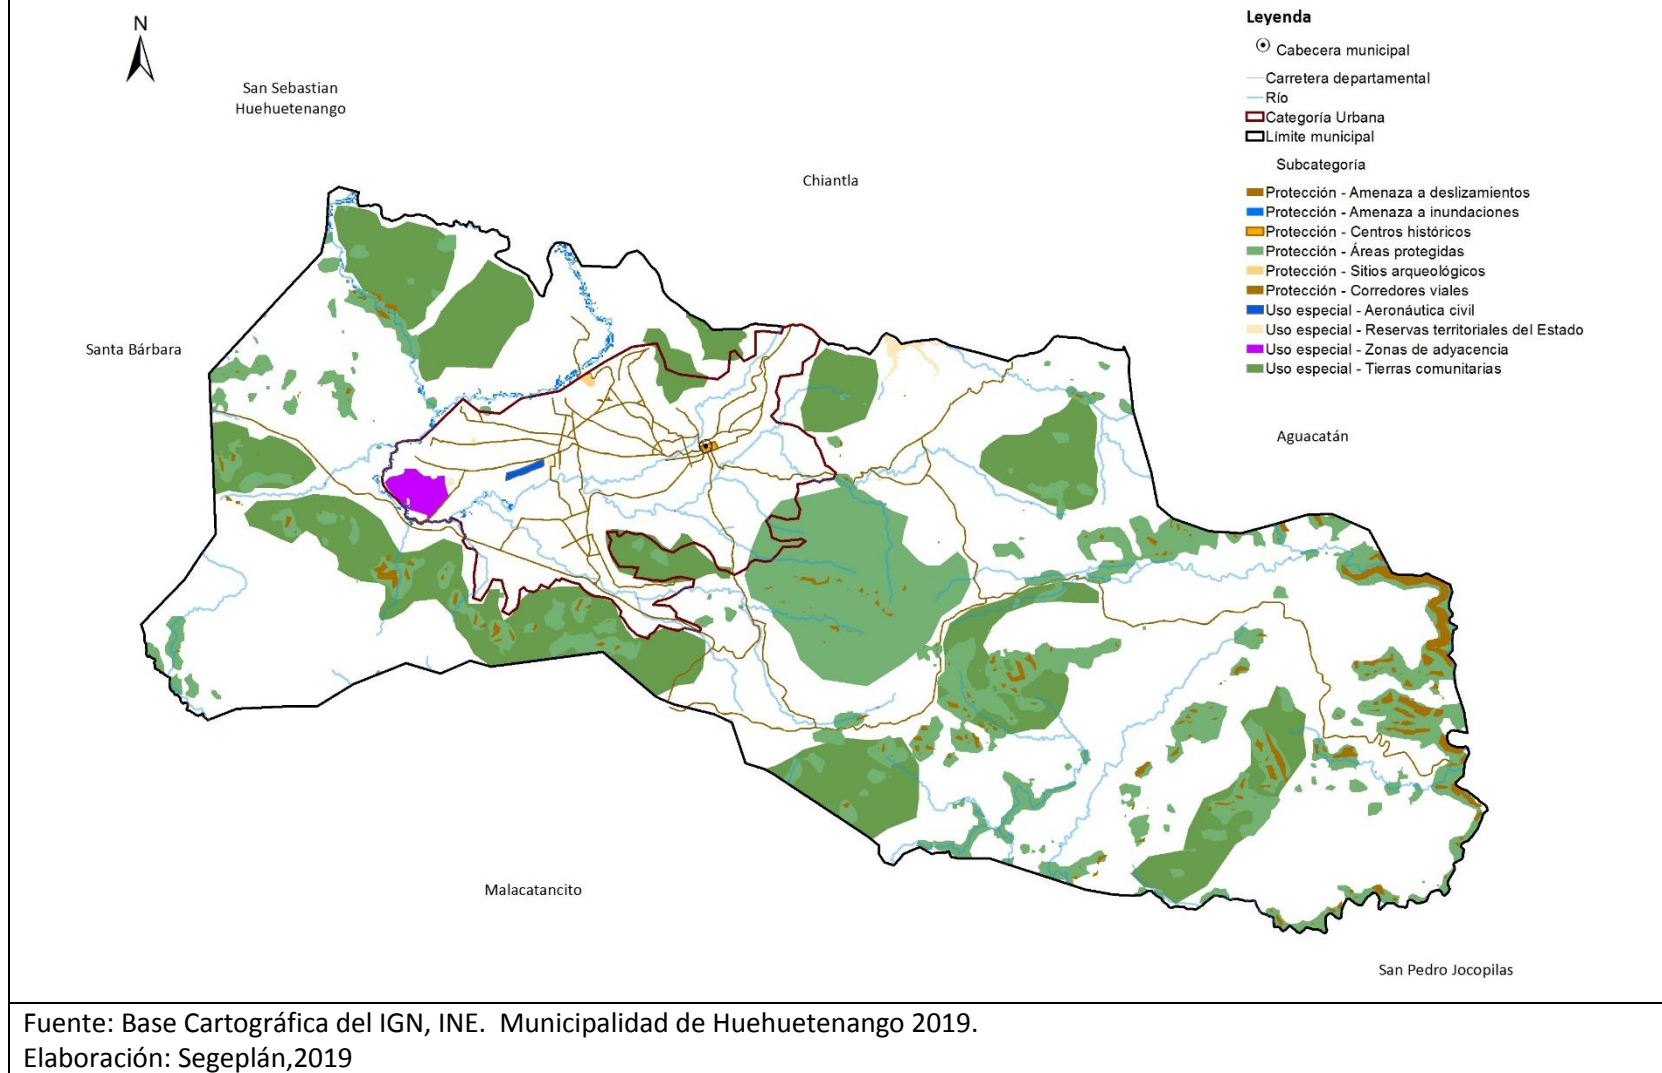 N
San Sebastian
Huehuetenango
Chiantla
Santa Bárbara
Aguacatán
Malacatancito
San Pedro Jocopilas
Leyenda
Cabecera municipal
Carretera departamental
Río
Categoría Urbana
Límite municipal
Subcategoría
Protección - Amenaza a deslizamientos
Protección - Amenaza a inundaciones
Protección - Centros históricos
Protección - Áreas protegidas
Protección - Sitios arqueológicos
Protección - Corredores viales
Uso especial - Aeronáutica civil
Uso especial - Reservas territoriales del Estado
Uso especial - Zonas de adyacencia
Uso especial - Tierras comunitarias
Fuente: Base Cartográfica del IGN, INE.  Municipalidad de Huehuetenango 2019.
Elaboración: Segeplán,2019